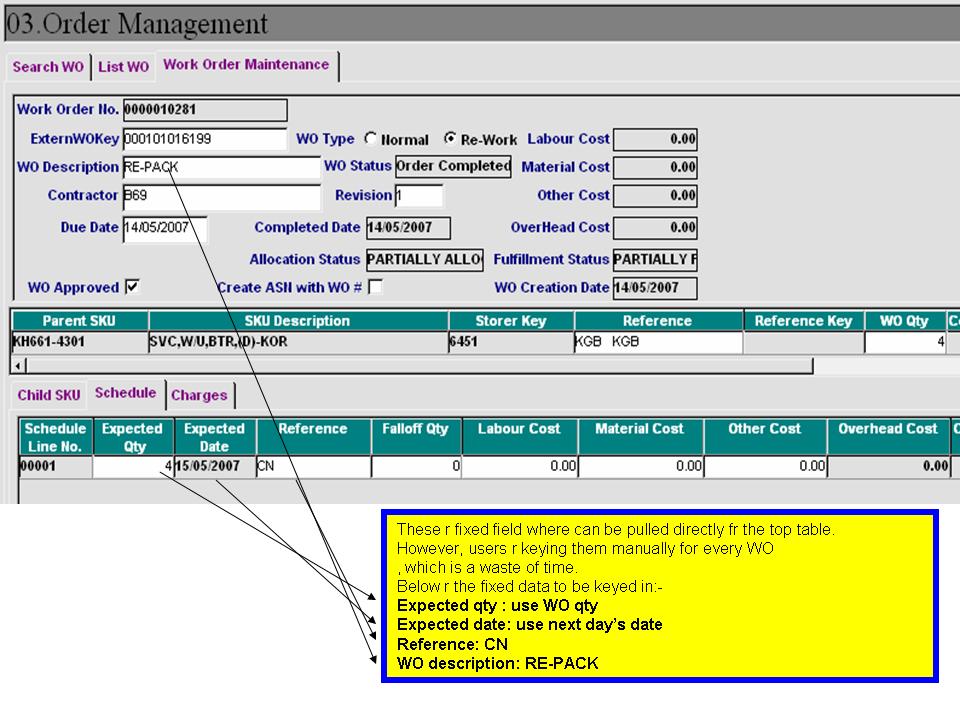 03.Order Management
Search WO List WO Work Order Maintenance
Work Order No. 0000010281
ExternWOKey 000101016199 WO Type Normal Re-Work Labour Cost 0.00
WO Description RE-PACK WO Status Order Completed Material Cost 0.00
Contractor B69 Revision 1 Other Cost 0.00
Due Date 14/05/2007 Completed Date 14/05/2007 OverHead Cost 0.00
Allocation Status PARTIALLY ALLO Fulfillment Status PARTIALLY F
WO Approved Create ASN with WO # WO Creation Date 14/05/2007
Parent SKU SKU Description Storer Key Reference Reference Key WO Qty
KH661-4301 SVC,W/U,BTR,(D)-KOR 6451 KGB KGB 4
Child SKU Schedule Charges
Schedule Expected Expected Reference Falloff Qty Labour Cost Material Cost Other Cost Overhead Cost
Line No. Qty Date
00001 4 15/05/2007 CN 0 0.00 0.00 0.00 0.00
These r fixed field where can be pulled directly fr the top table.
However, users r keying them manually for every WO
,which is a waste of time.
Below r the fixed data to be keyed in:-
Expected qty : use WO qty
Expected date: use next day's date
Reference: CN
WO description: RE-PACK